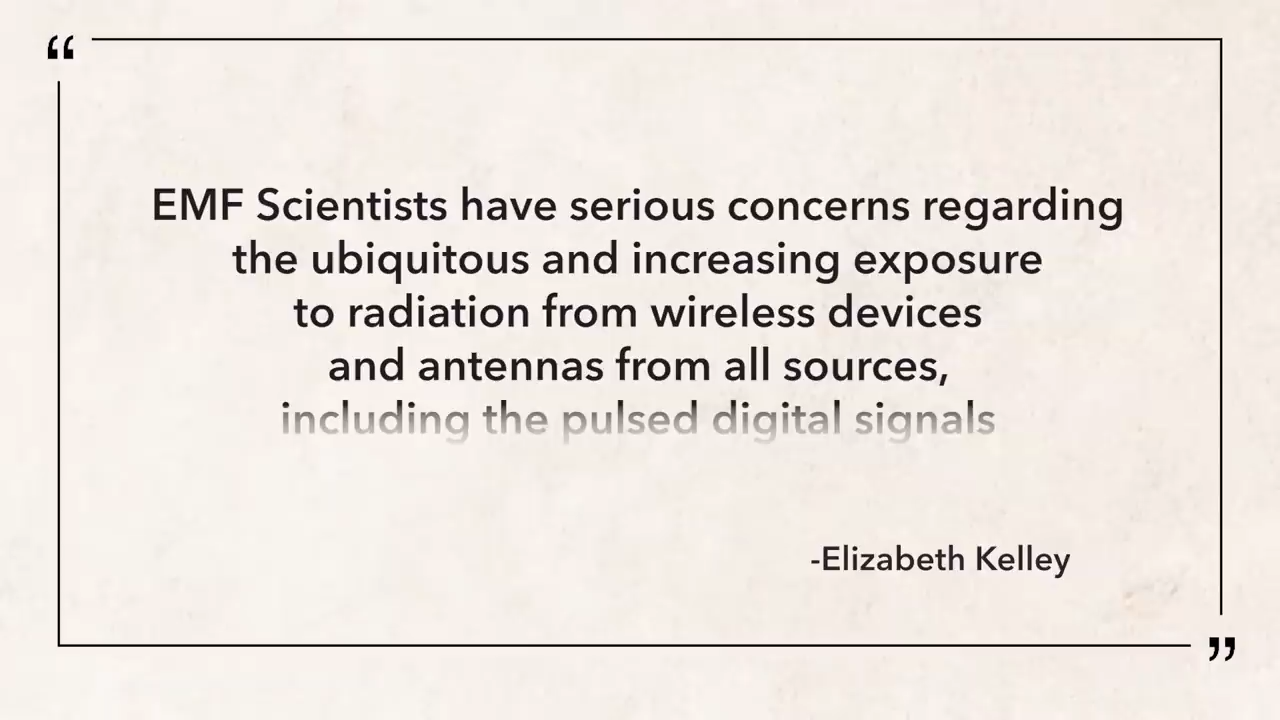 “
EMF Scientists have serious concerns regarding
the ubiquitous and increasing exposure
to radiation from wireless devices
and antennas from all sources,
including the pulsed digital signals
-Elizabeth Kelley
”